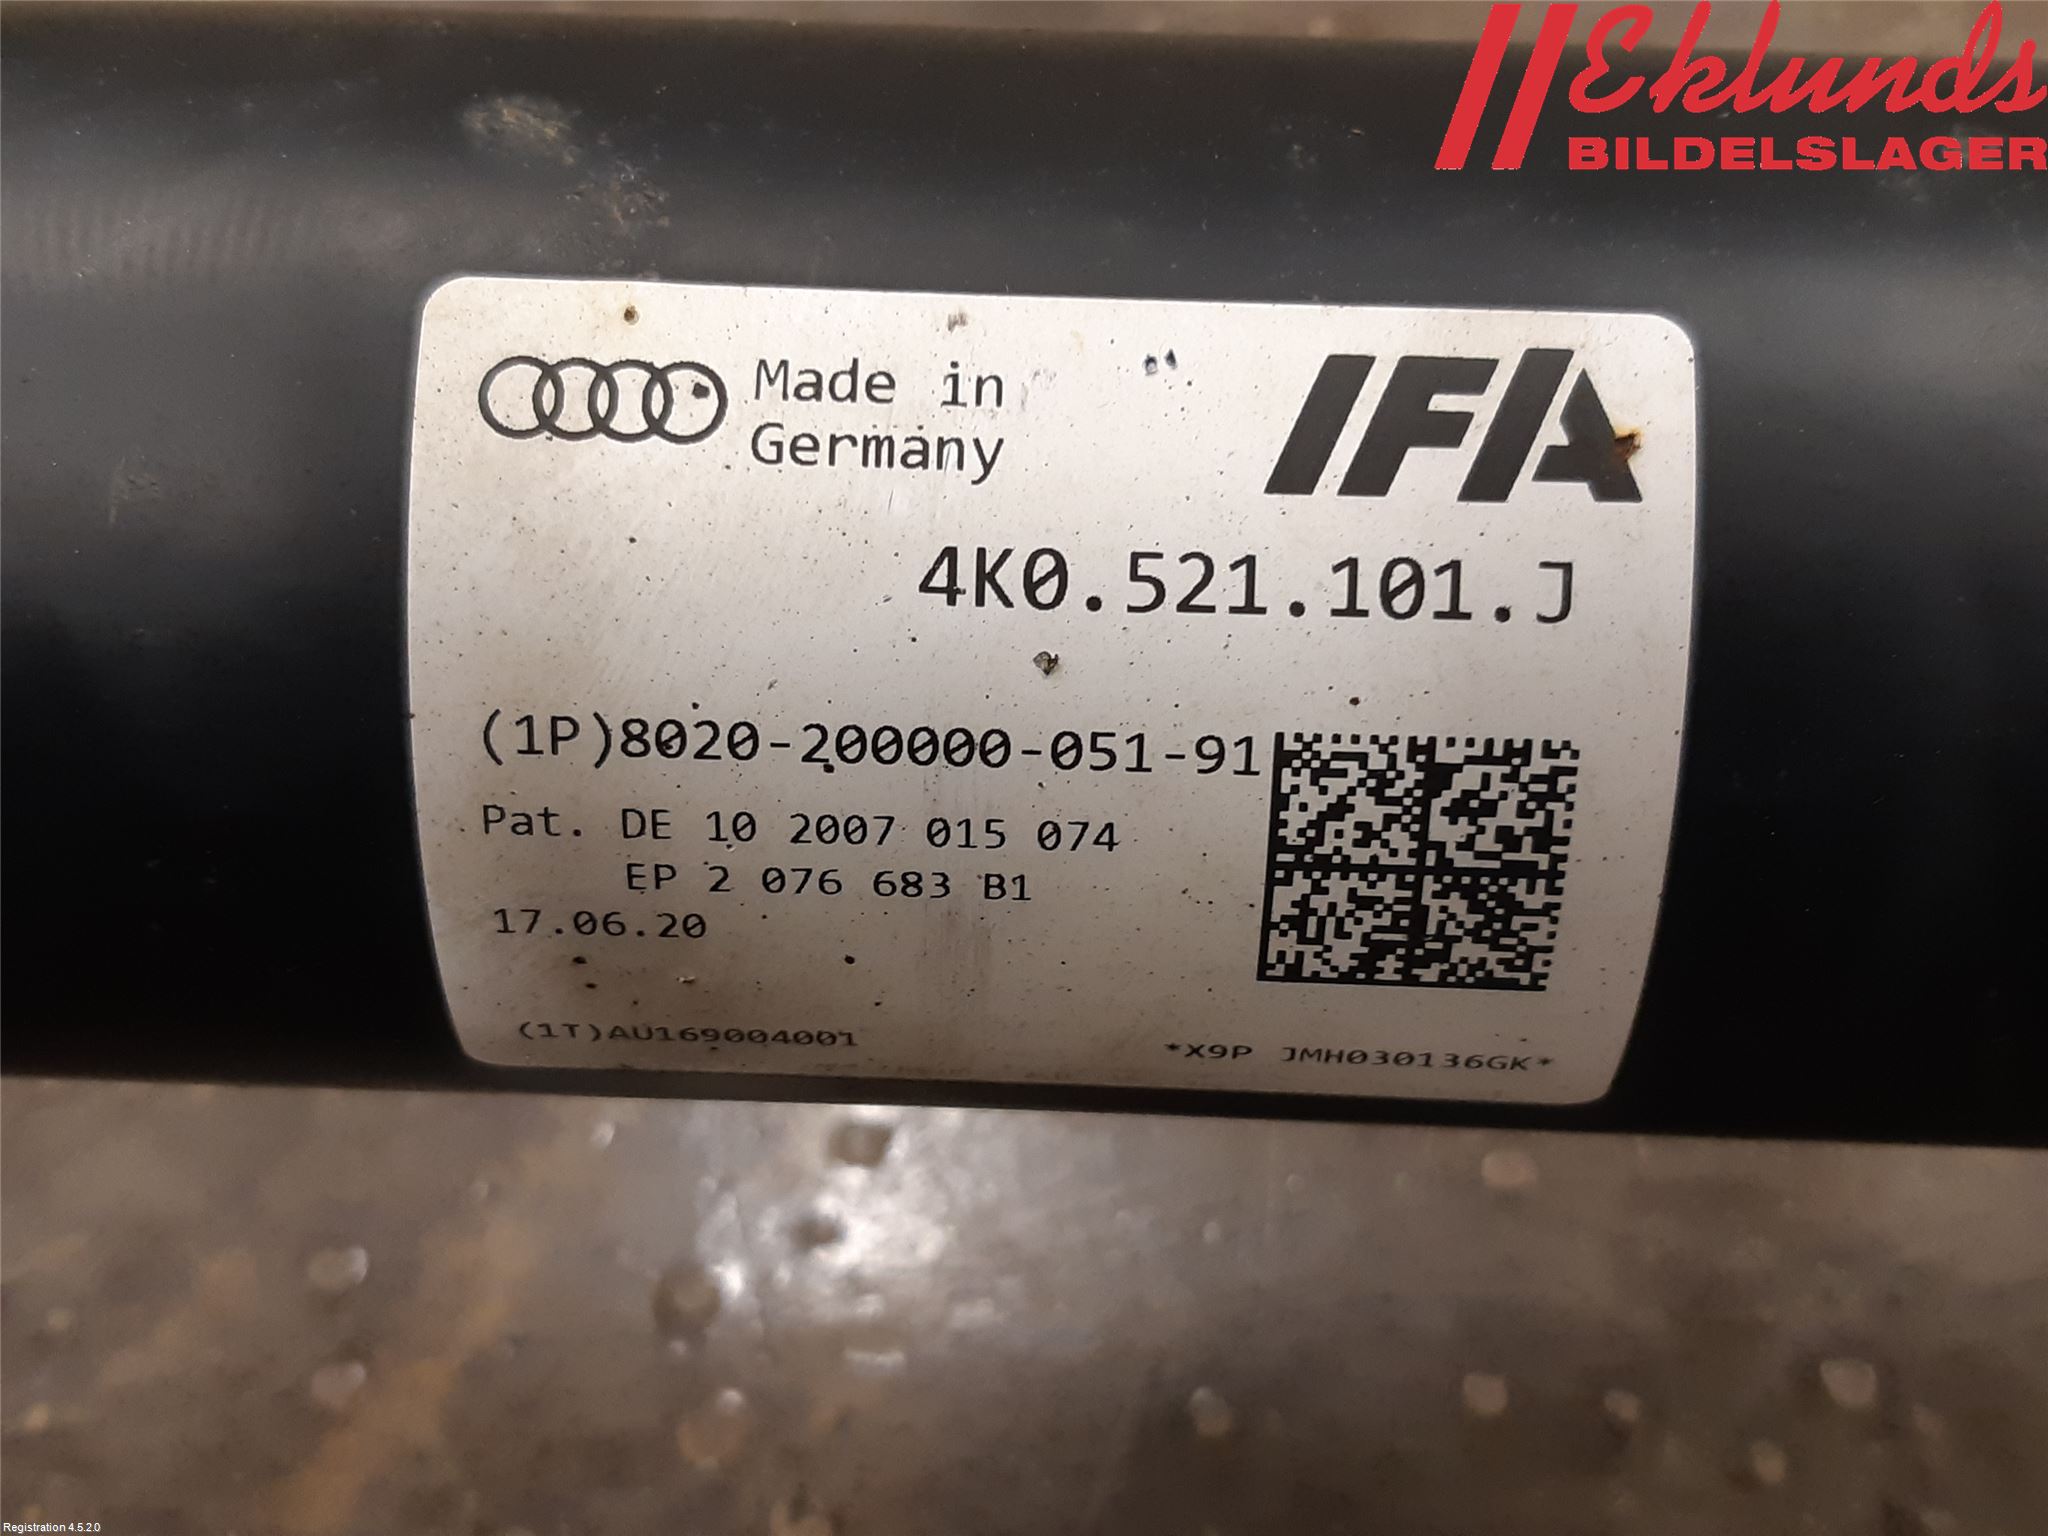 Eklunds
BILDELSLAGER
Made in
Germany
IFA
4K0.521.101.J
(1P)8020-200000-051-91
Pat. DE 10 2007 015 074
EP 2 076 683 B1
17.06.20
(1T)AU169004001
*X9P JMH030136GK*
Registration 4.5.2.0